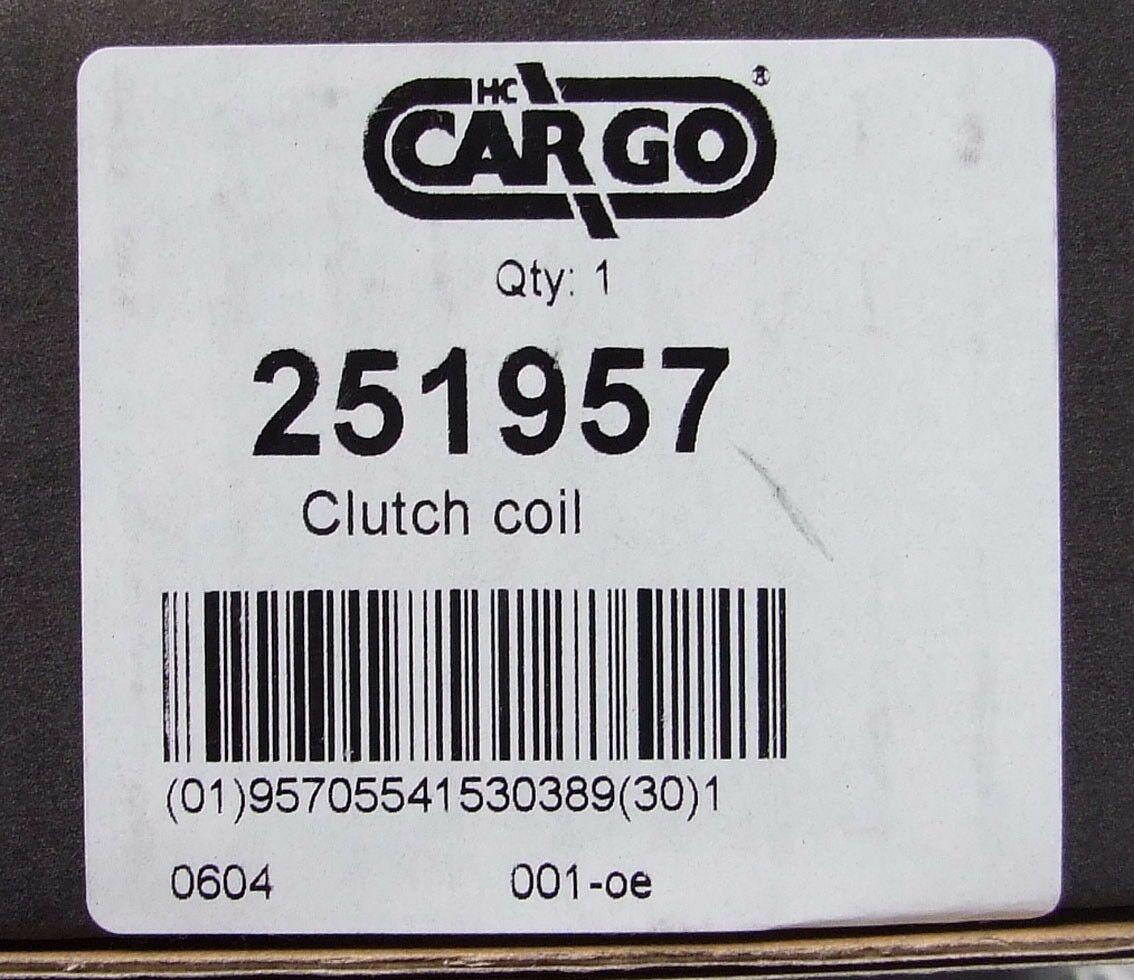 HC
CARGO®
Qty: 1
251957
Clutch coil
(01)95705541530389(30)1
0604 001-oe